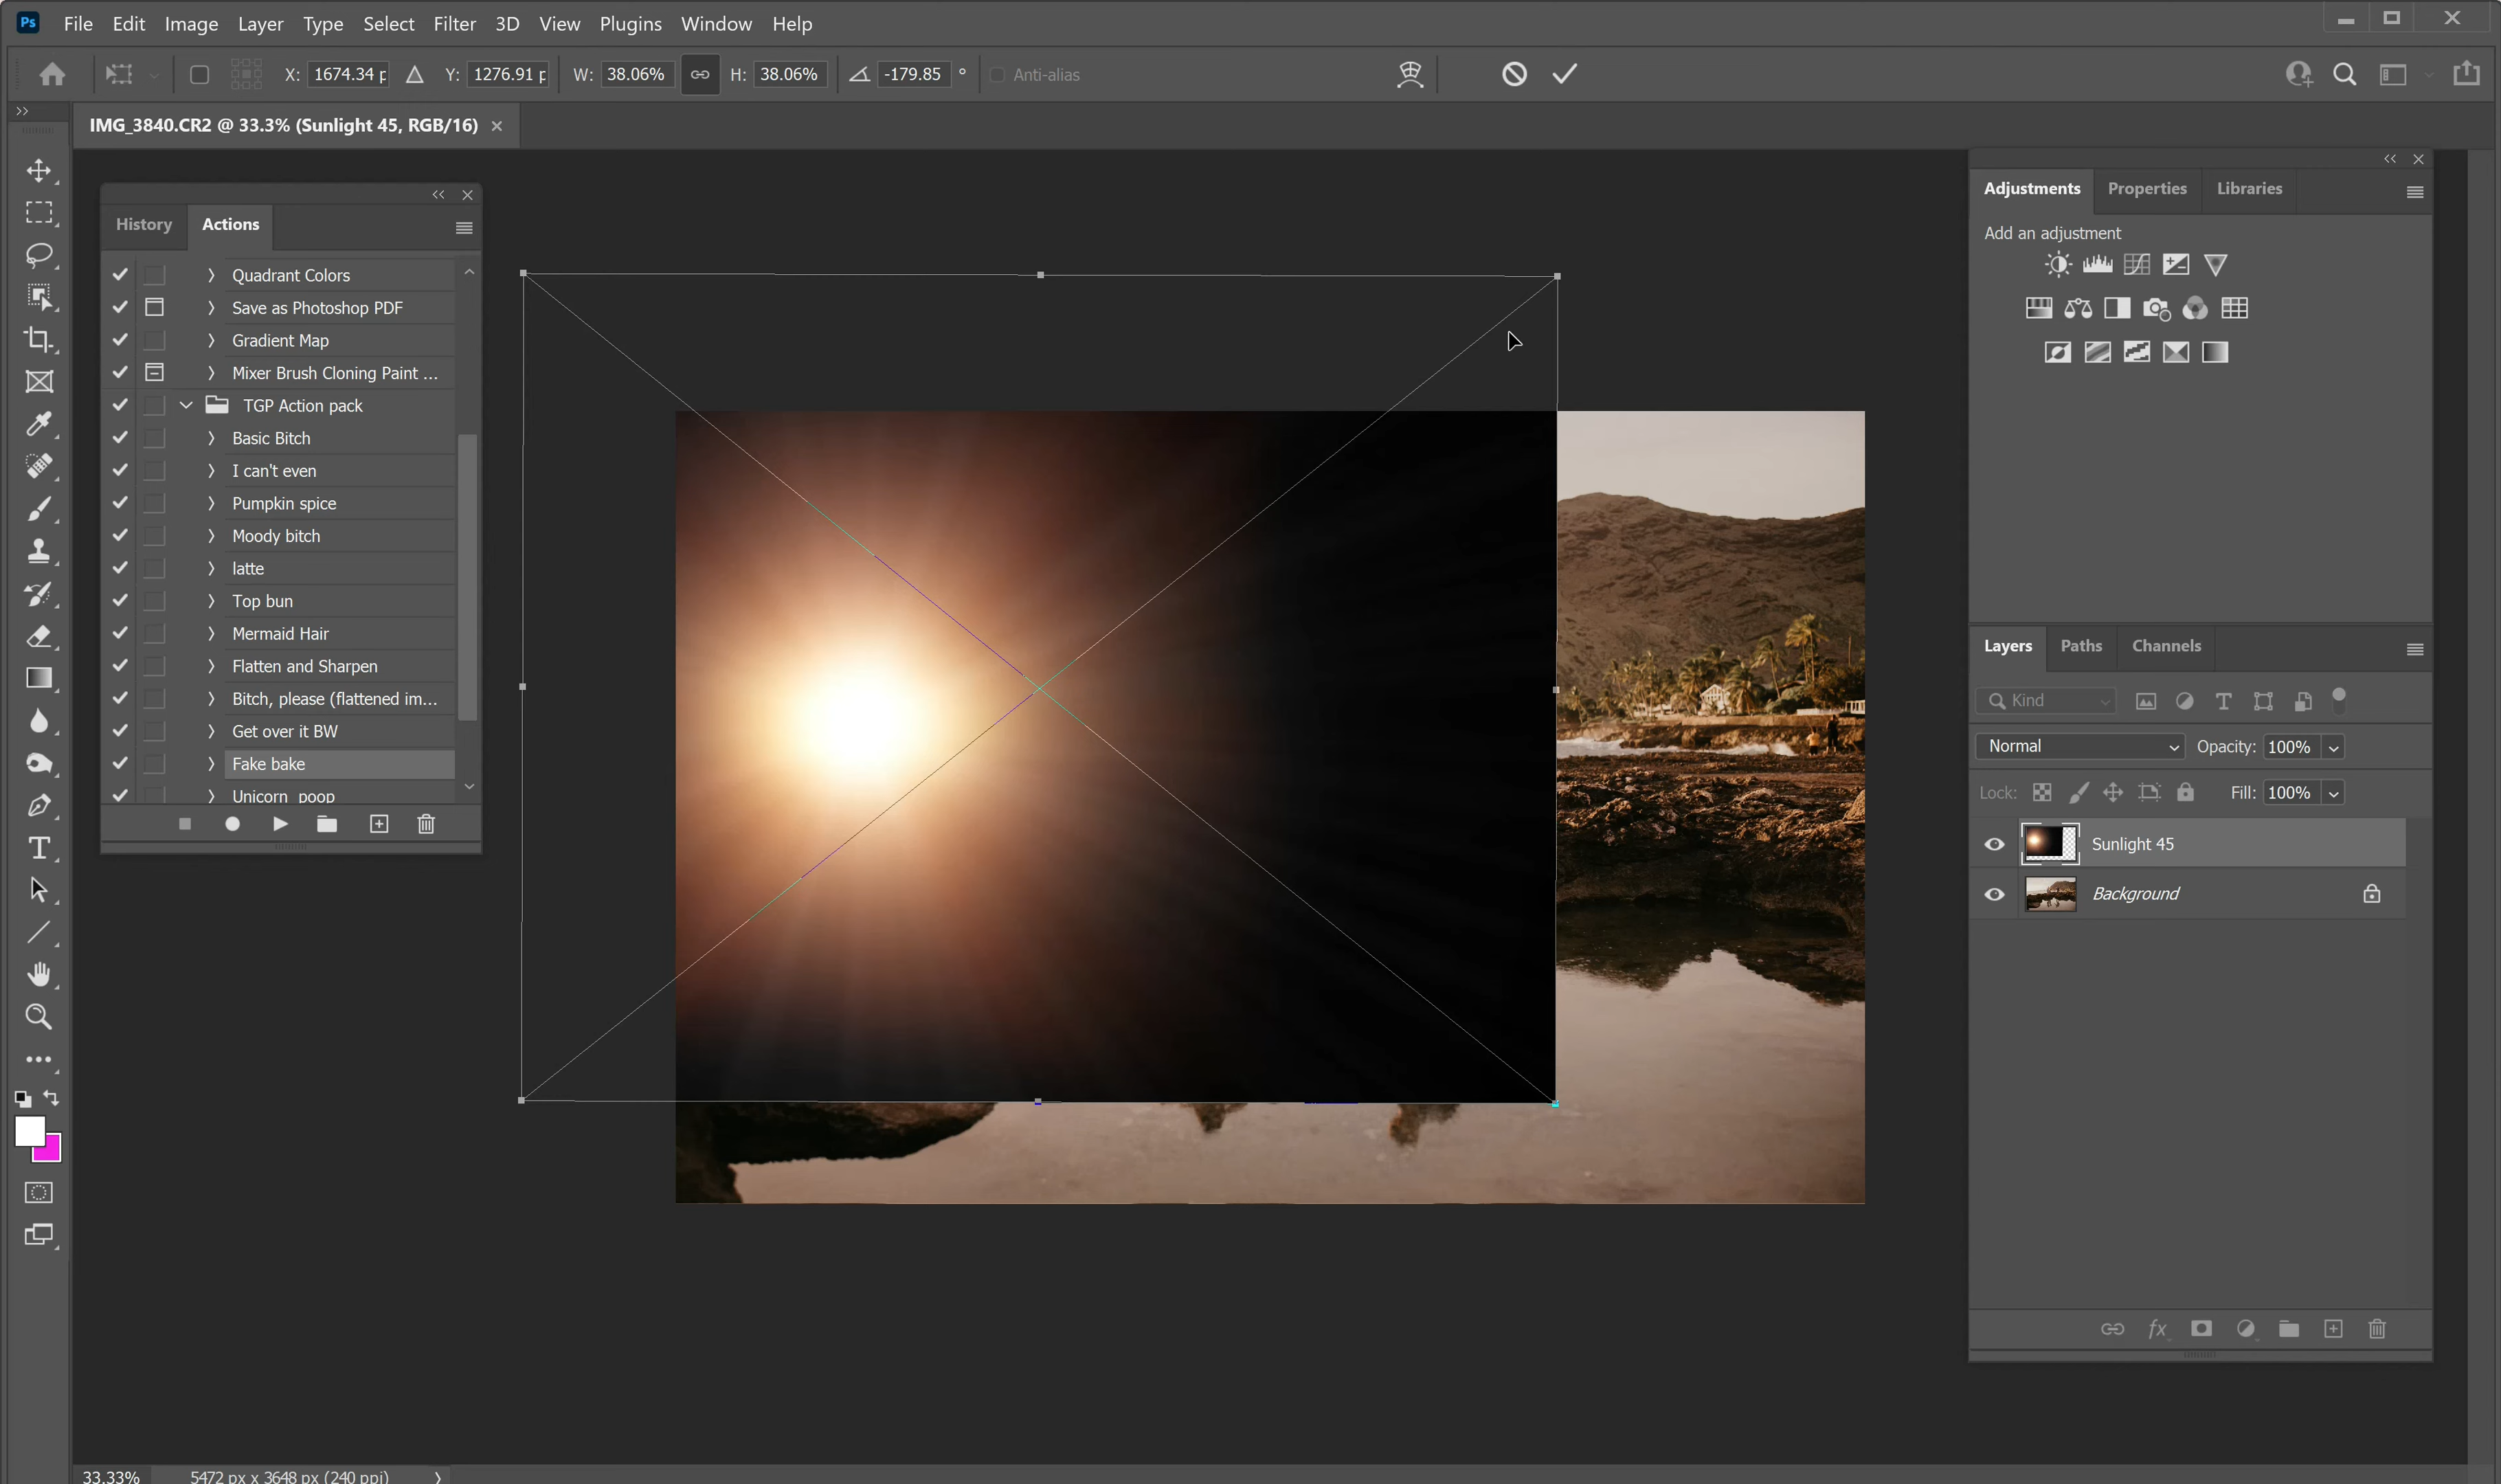 Ps File Edit Image Layer Type Select Filter 3D View Plugins Window Help
X: 1674.34 p Y: 1276.91 p W: 38.06% H: 38.06% -179.85 ° Anti-alias
IMG_3840.CR2 @ 33.3% (Sunlight 45, RGB/16)
History Actions
Quadrant Colors
Save as Photoshop PDF
Gradient Map
Mixer Brush Cloning Paint ...
TGP Action pack
Basic Bitch
I can't even
Pumpkin spice
Moody bitch
latte
Top bun
Mermaid Hair
Flatten and Sharpen
Bitch, please (flattened im...
Get over it BW
Fake bake
Unicorn poop
Adjustments Properties Libraries
Add an adjustment
Layers Paths Channels
Kind
Normal Opacity: 100%
Lock: Fill: 100%
Sunlight 45
Background
fx
33.33% 5472 px x 3648 px (240 ppi)